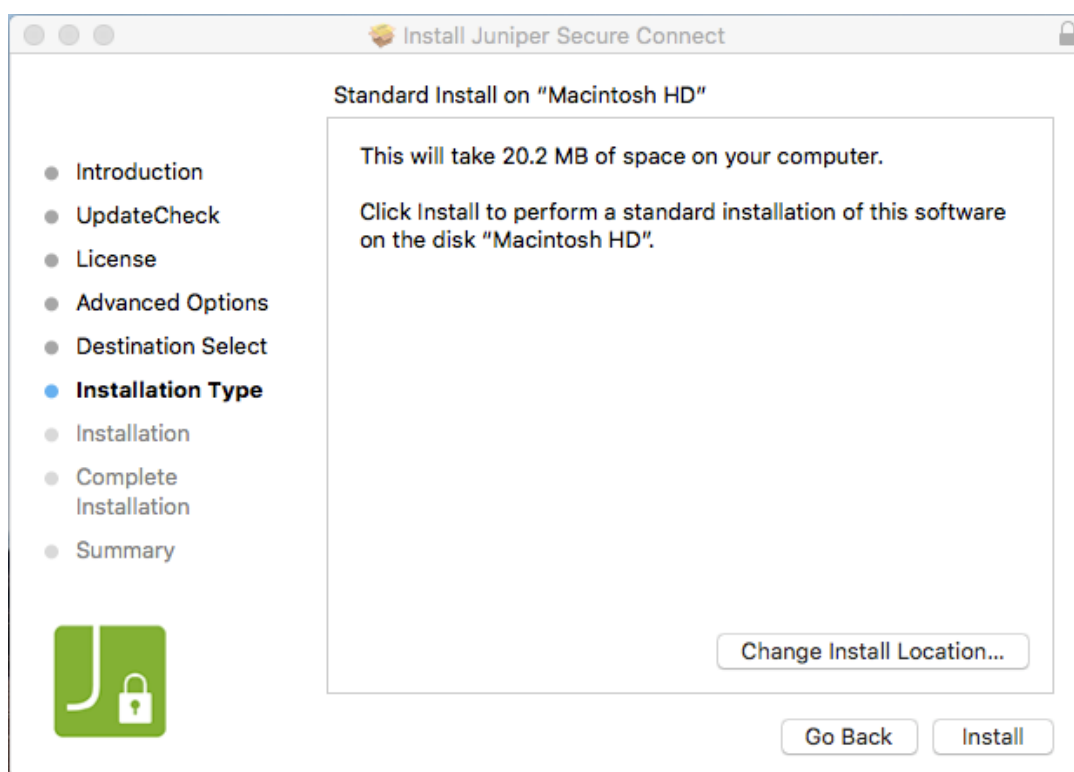 Install Juniper Secure Connect
Standard Install on “Macintosh HD”
Introduction
UpdateCheck
License
Advanced Options
Destination Select
Installation Type
Installation
Complete
Installation
Summary
This will take 20.2 MB of space on your computer.
Click Install to perform a standard installation of this software
on the disk “Macintosh HD”.
Change Install Location...
Go Back
Install